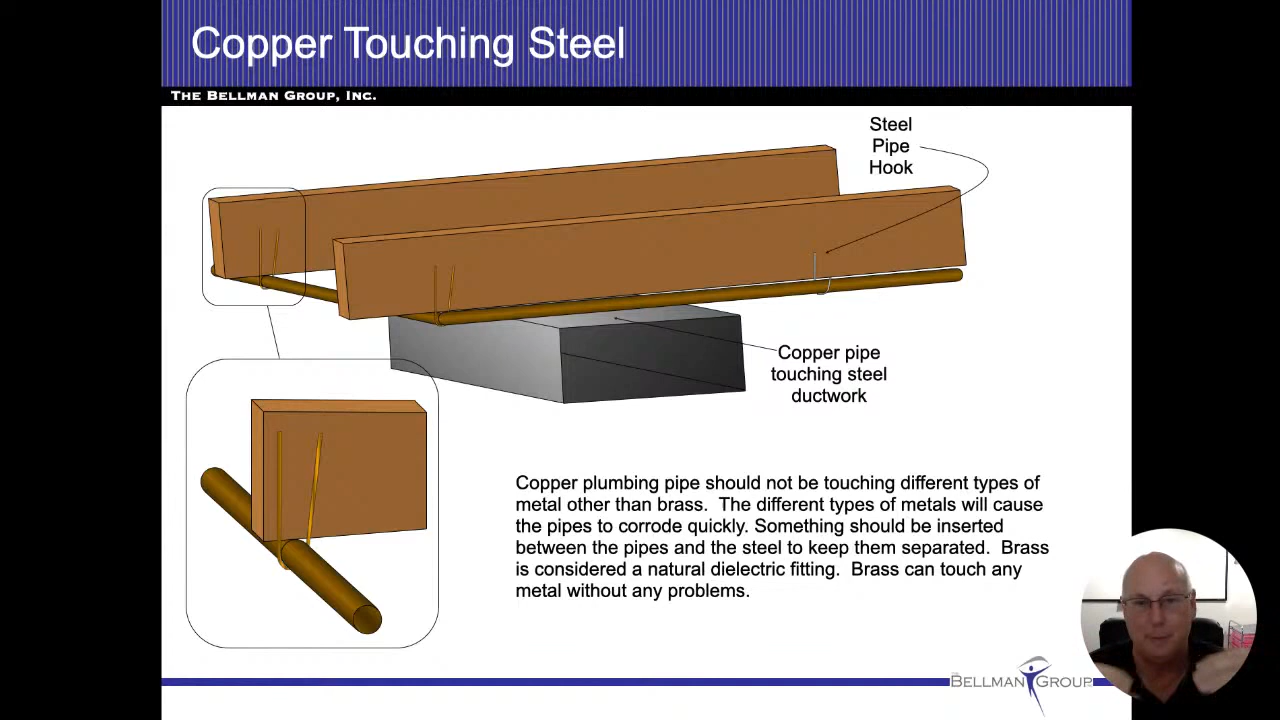 Copper Touching Steel
THE BELLMAN GROUP, INC.
Steel
Pipe
Hook
Copper pipe
touching steel
ductwork
Copper plumbing pipe should not be touching different types of
metal other than brass.  The different types of metals will cause
the pipes to corrode quickly. Something should be inserted
between the pipes and the steel to keep them separated.  Brass
is considered a natural dielectric fitting.  Brass can touch any
metal without any problems.
THE BELLMAN GROUP